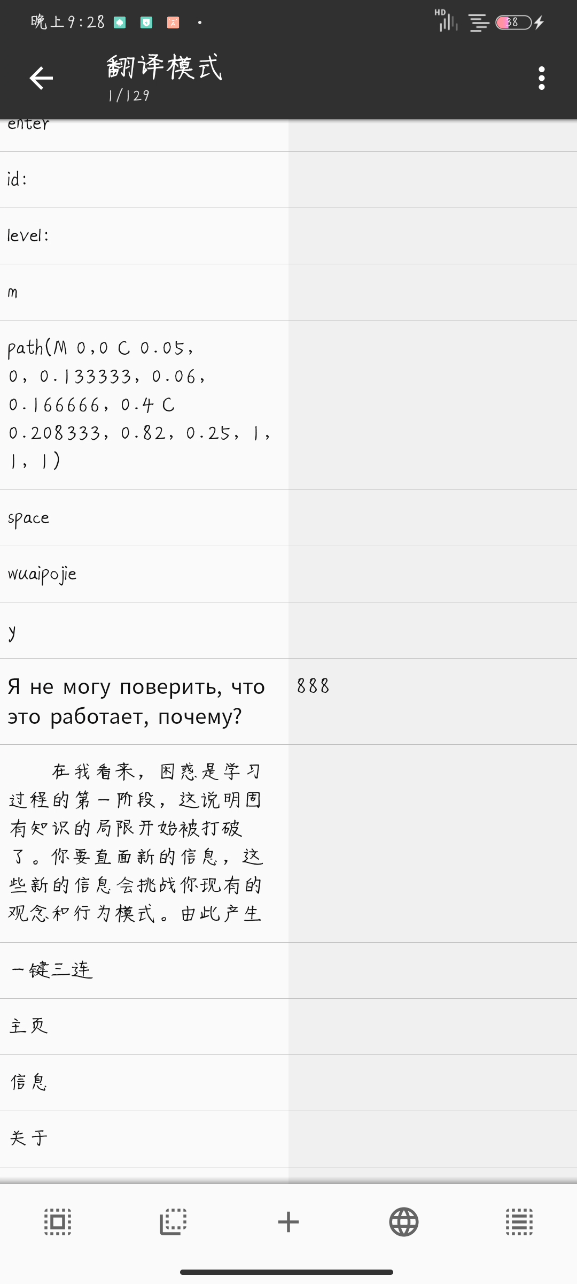 晚上9:28
HD
38
翻译模式
1/129
enter
id:
level:
m
path(M 0,0 C 0.05,
0, 0.133333, 0.06,
0.166666, 0.4 C
0.208333, 0.82, 0.25, 1,
1, 1)
space
wuaipojie
y
Я не могу поверить, что
это работает, почему?
888
在我看来，困惑是学习
过程的第一阶段，这说明固
有知识的局限开始被打破
了。你要直面新的信息，这
些新的信息会挑战你现有的
观念和行为模式。由此产生
一键三连
主页
信息
关于